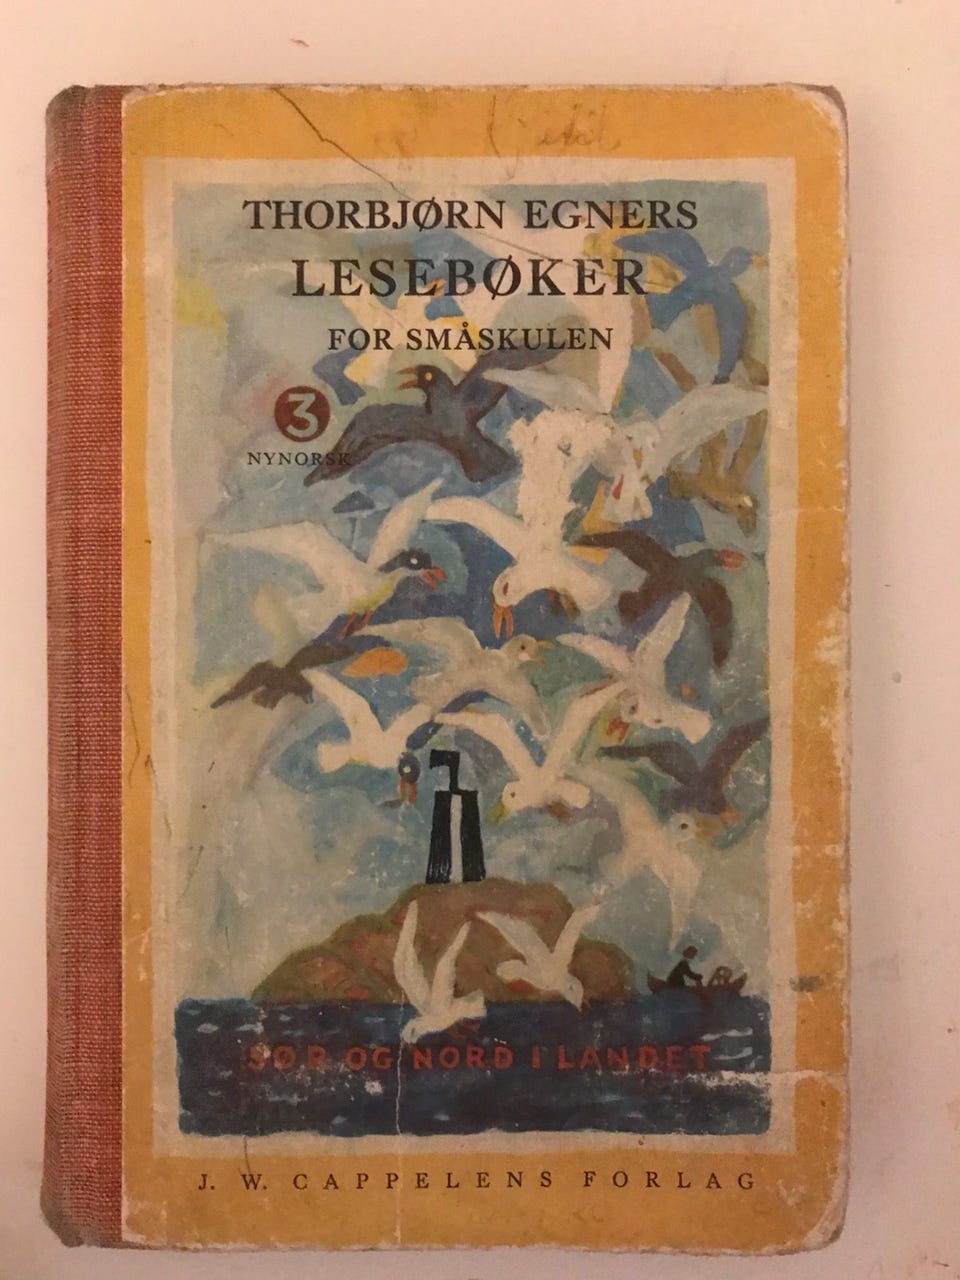 THORBJØRN EGNERS
LESEBØKER
FOR SMÅSKULEN
3
NYNORSK
SØR OG NORD I LANDET
J. W. CAPPELENS FORLAG